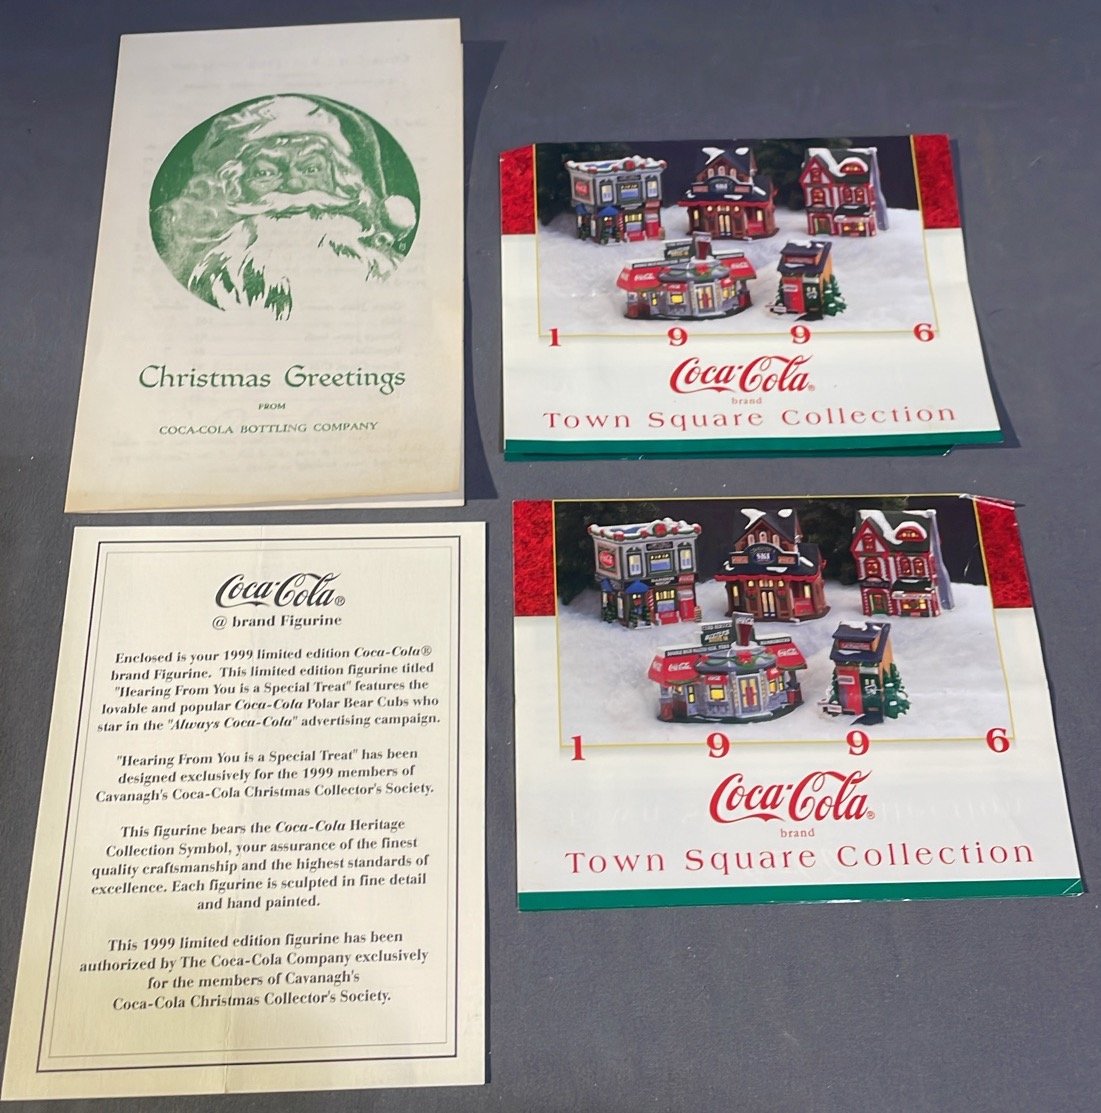 Christmas Greetings
FROM
COCA-COLA BOTTLING COMPANY
1 9 9 6
Coca-Cola®
brand
Town Square Collection
Coca-Cola®
@ brand Figurine
Enclosed is your 1999 limited edition Coca-Cola®
brand Figurine. This limited edition figurine titled
"Hearing From You is a Special Treat" features the
lovable and popular Coca-Cola Polar Bear Cubs who
star in the "Always Coca-Cola" advertising campaign.
"Hearing From You is a Special Treat" has been
designed exclusively for the 1999 members of
Cavanagh's Coca-Cola Christmas Collector's Society.
This figurine bears the Coca-Cola Heritage
Collection Symbol, your assurance of the finest
quality craftsmanship and the highest standards of
excellence. Each figurine is sculpted in fine detail
and hand painted.
This 1999 limited edition figurine has been
authorized by The Coca-Cola Company exclusively
for the members of Cavanagh's
Coca-Cola Christmas Collector's Society.
1 9 9 6
Coca-Cola®
brand
Town Square Collection